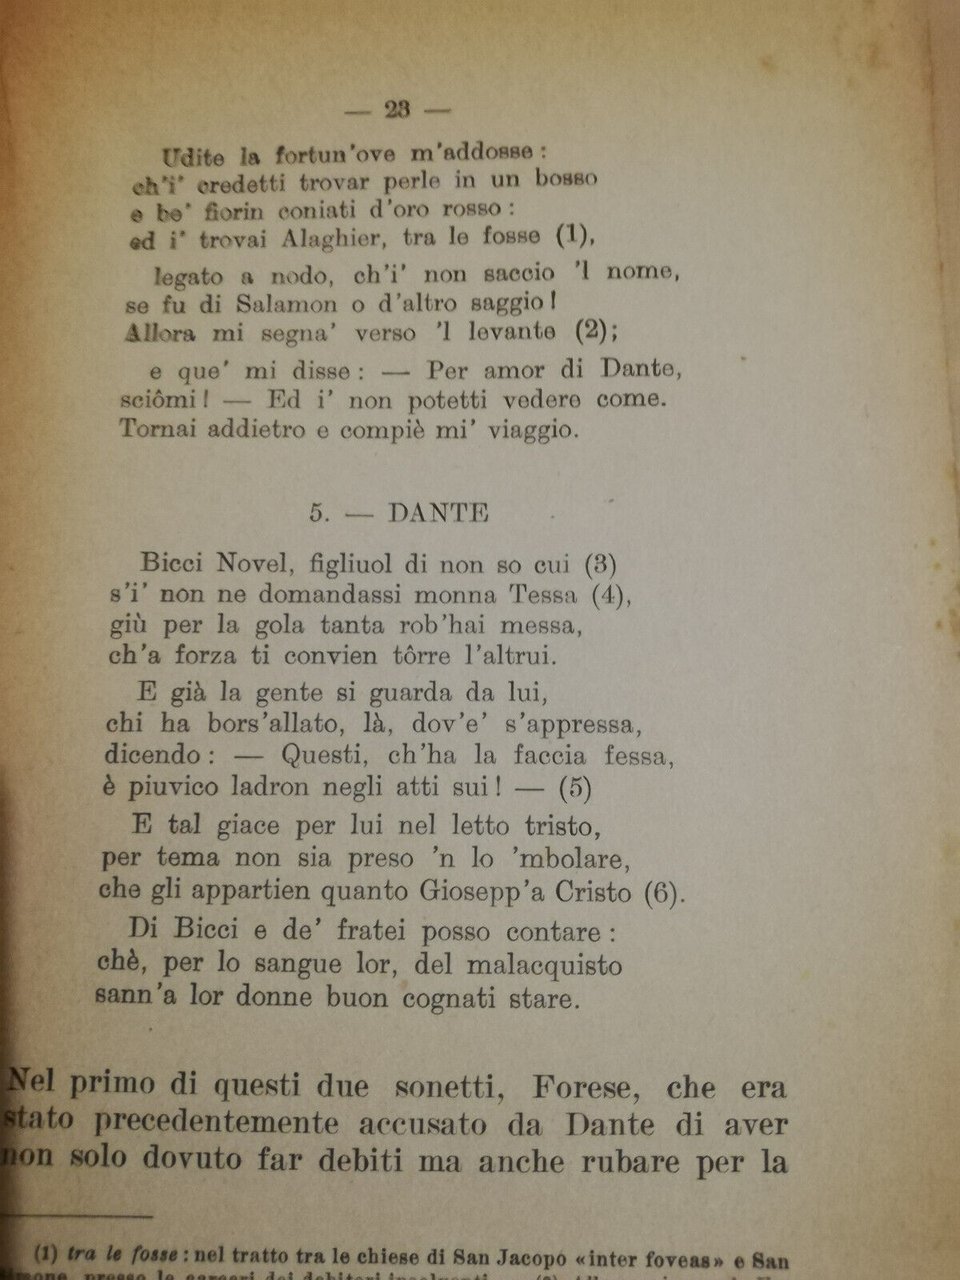 — 23 —
Udite la fortun'ove m'addosse :
ch'i' credetti trovar perle in un bosso
e be' fiorin coniati d'oro rosso :
ed i' trovai Alaghier, tra le fosse (1),
legato a nodo, ch'i' non saccio 'l nome,
se fu di Salamon o d'altro saggio !
Allora mi segna' verso 'l levante (2);
e que' mi disse : — Per amor di Dante,
sciômi ! — Ed i' non potetti vedere come.
Tornai addietro e compiè mi' viaggio.
5. — DANTE
Bicci Novel, figliuol di non so cui (3)
s'i' non ne domandassi monna Tessa (4),
giù per la gola tanta rob'hai messa,
ch'a forza ti convien tôrre l'altrui.
E già la gente si guarda da lui,
chi ha bors'allato, là, dov'e' s'appressa,
dicendo : — Questi, ch'ha la faccia fessa,
è piuvico ladron negli atti sui ! — (5)
E tal giace per lui nel letto tristo,
per tema non sia preso 'n lo 'mbolare,
che gli appartien quanto Giosepp'a Cristo (6).
Di Bicci e de' fratei posso contare :
chè, per lo sangue lor, del malacquisto
sann'a lor donne buon cognati stare.
Nel primo di questi due sonetti, Forese, che era
stato precedentemente accusato da Dante di aver
non solo dovuto far debiti ma anche rubare per la
(1) tra le fosse : nel tratto tra le chiese di San Jacopo «inter foveas» e San